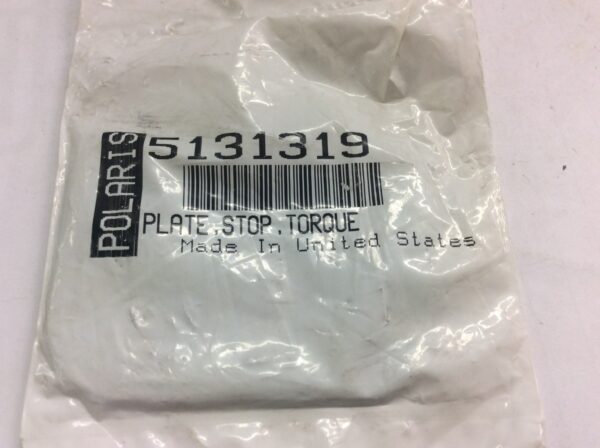 POLARIS
5131319
PLATE,STOP,TORQUE
Made In United States